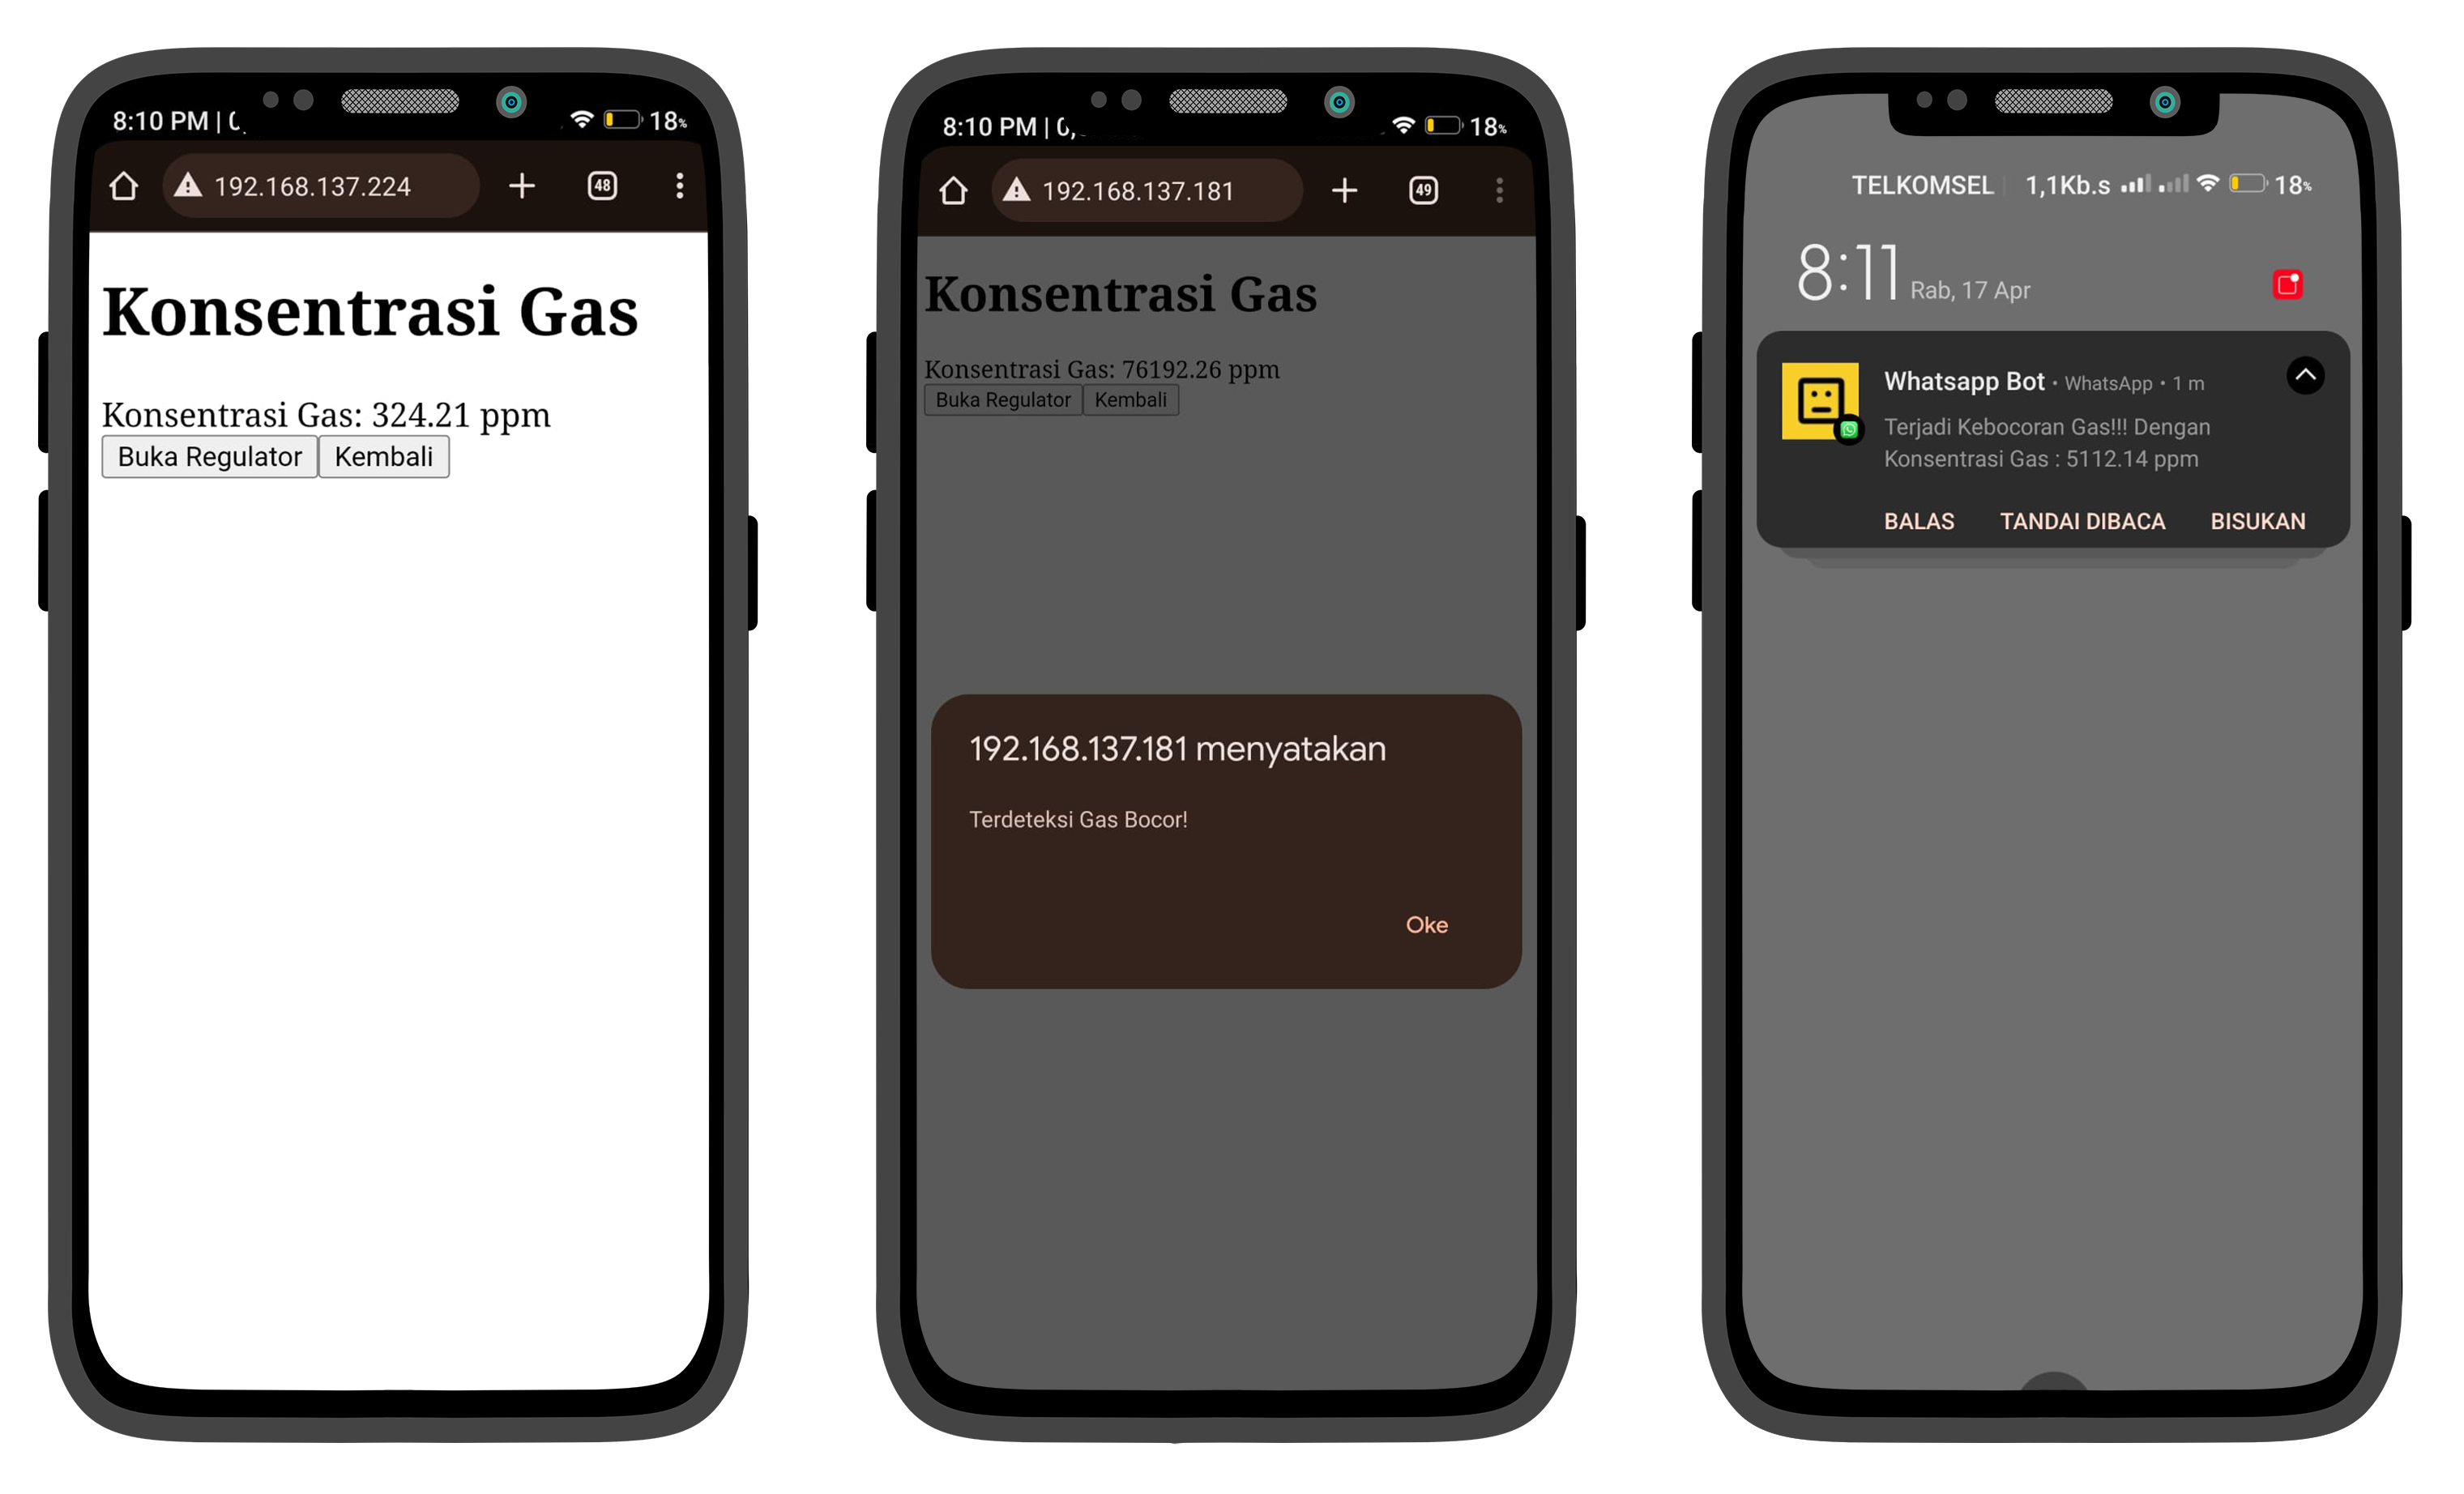 8:10 PM |
18%
192.168.137.224
48
Konsentrasi Gas
Konsentrasi Gas: 324.21 ppm
Buka Regulator Kembali
8:10 PM | 0,
18%
192.168.137.181
49
Konsentrasi Gas
Konsentrasi Gas: 76192.26 ppm
Buka Regulator Kembali
192.168.137.181 menyatakan
Terdeteksi Gas Bocor!
Oke
TELKOMSEL 1,1Kb.s 18%
8:11 Rab, 17 Apr
Whatsapp Bot • WhatsApp • 1 m
Terjadi Kebocoran Gas!!! Dengan
Konsentrasi Gas : 5112.14 ppm
BALAS TANDAI DIBACA BISUKAN